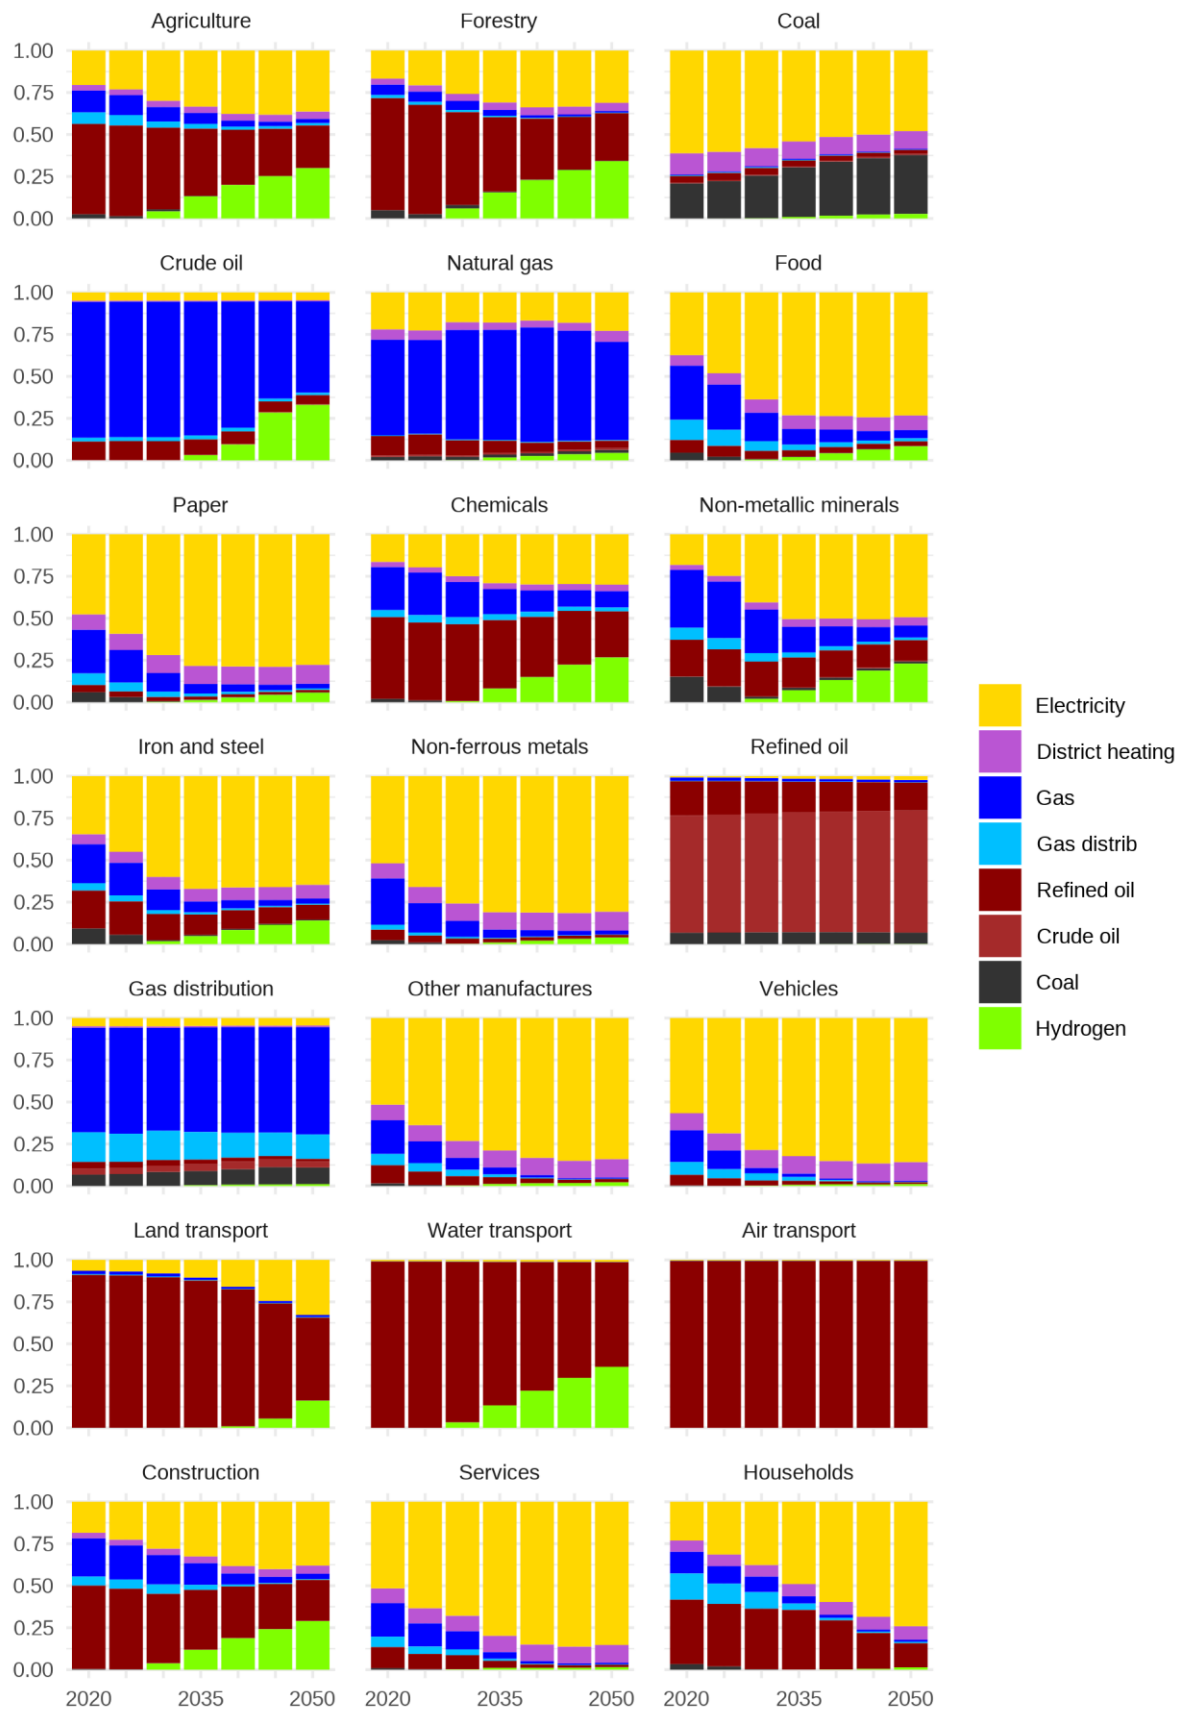 Agriculture Forestry Coal
1.00
0.75
0.50
0.25
0.00
Crude oil Natural gas Food
1.00
0.75
0.50
0.25
0.00
Paper Chemicals Non-metallic minerals
1.00
0.75
0.50
0.25
0.00
Iron and steel Non-ferrous metals Refined oil
1.00
0.75
0.50
0.25
0.00
Gas distribution Other manufactures Vehicles
1.00
0.75
0.50
0.25
0.00
Land transport Water transport Air transport
1.00
0.75
0.50
0.25
0.00
Construction Services Households
1.00
0.75
0.50
0.25
0.00
2020 2035 2050 2020 2035 2050 2020 2035 2050
Electricity
District heating
Gas
Gas distrib
Refined oil
Crude oil
Coal
Hydrogen